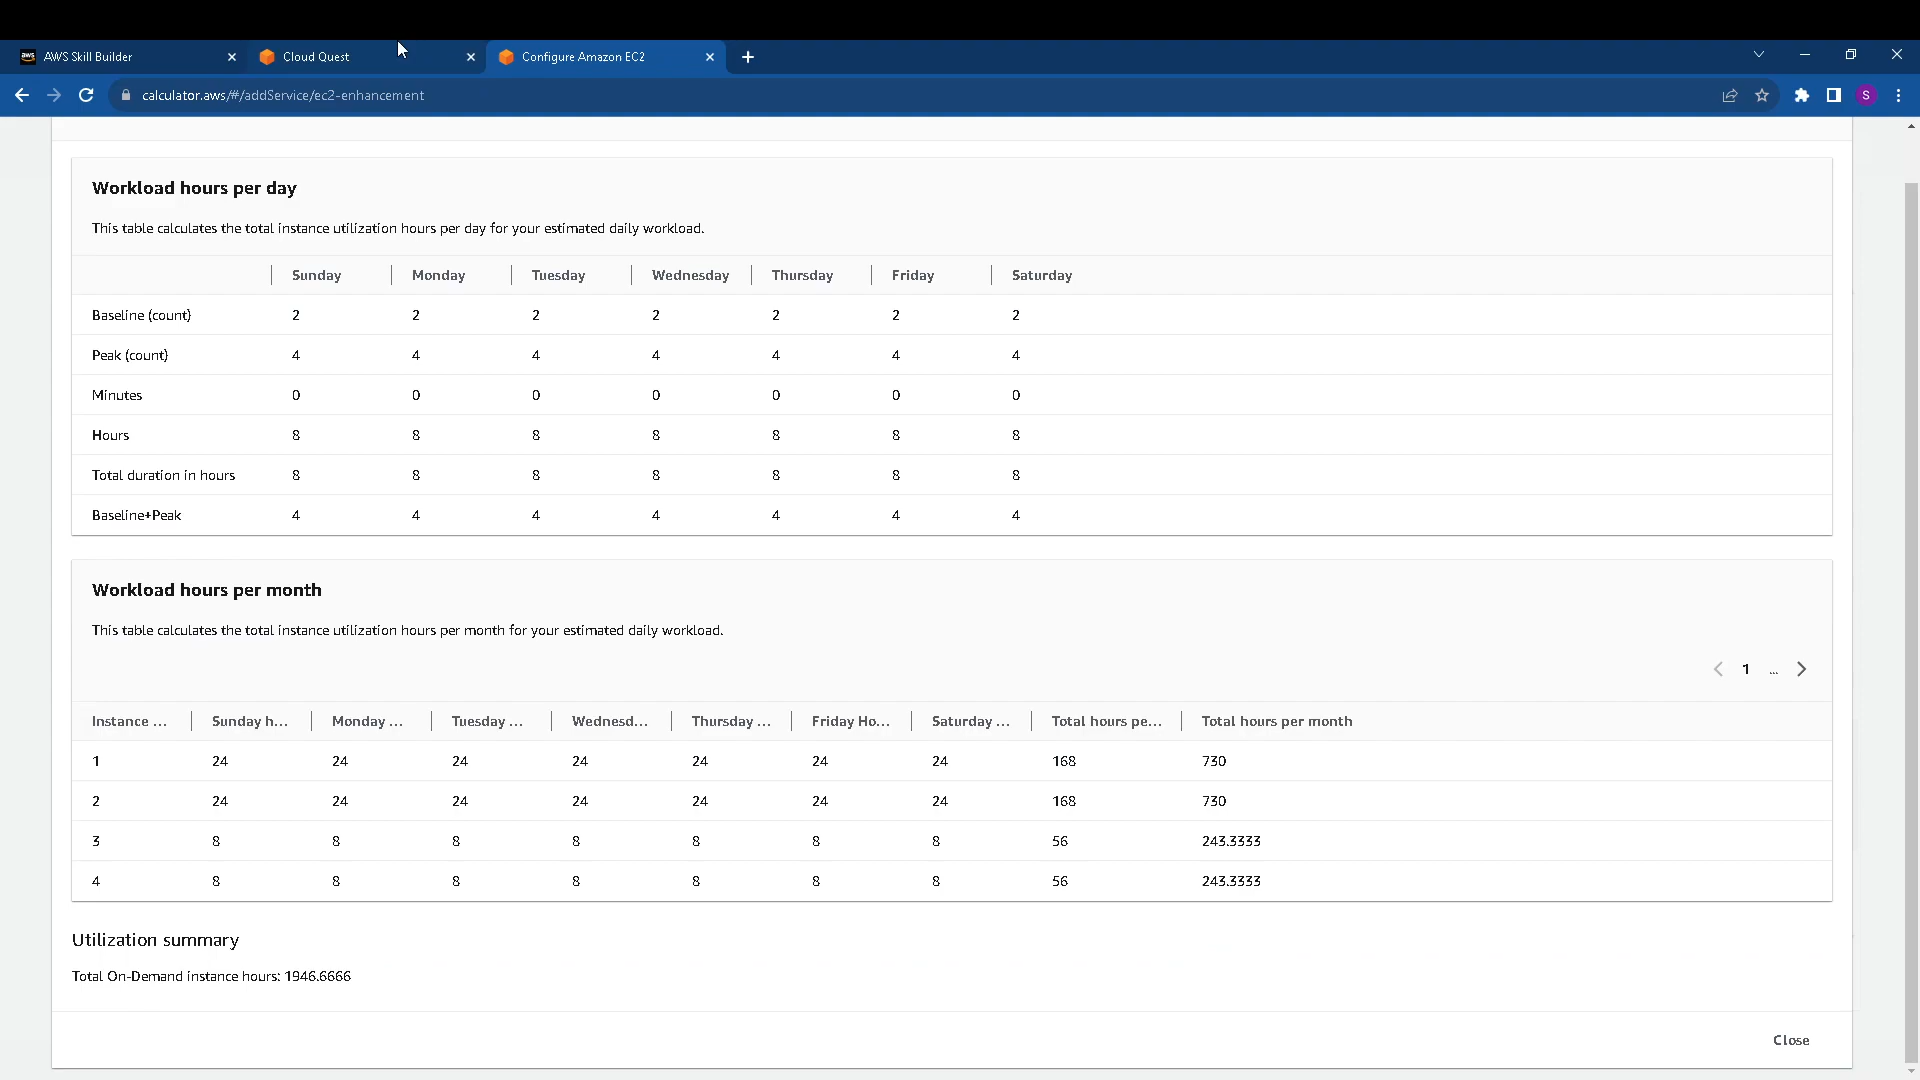 aws AWS Skill Builder Cloud Quest Configure Amazon EC2
calculator.aws/#/addService/ec2-enhancement S
Workload hours per day
This table calculates the total instance utilization hours per day for your estimated daily workload.
Sunday Monday Tuesday Wednesday Thursday Friday Saturday
Baseline (count) 2 2 2 2 2 2 2
Peak (count) 4 4 4 4 4 4 4
Minutes 0 0 0 0 0 0 0
Hours 8 8 8 8 8 8 8
Total duration in hours 8 8 8 8 8 8 8
Baseline+Peak 4 4 4 4 4 4 4
Workload hours per month
This table calculates the total instance utilization hours per month for your estimated daily workload.
1 ...
Instance ... Sunday h... Monday ... Tuesday ... Wednesd... Thursday ... Friday Ho... Saturday ... Total hours pe... Total hours per month
1 24 24 24 24 24 24 24 168 730
2 24 24 24 24 24 24 24 168 730
3 8 8 8 8 8 8 8 56 243.3333
4 8 8 8 8 8 8 8 56 243.3333
Utilization summary
Total On-Demand instance hours: 1946.6666
Close